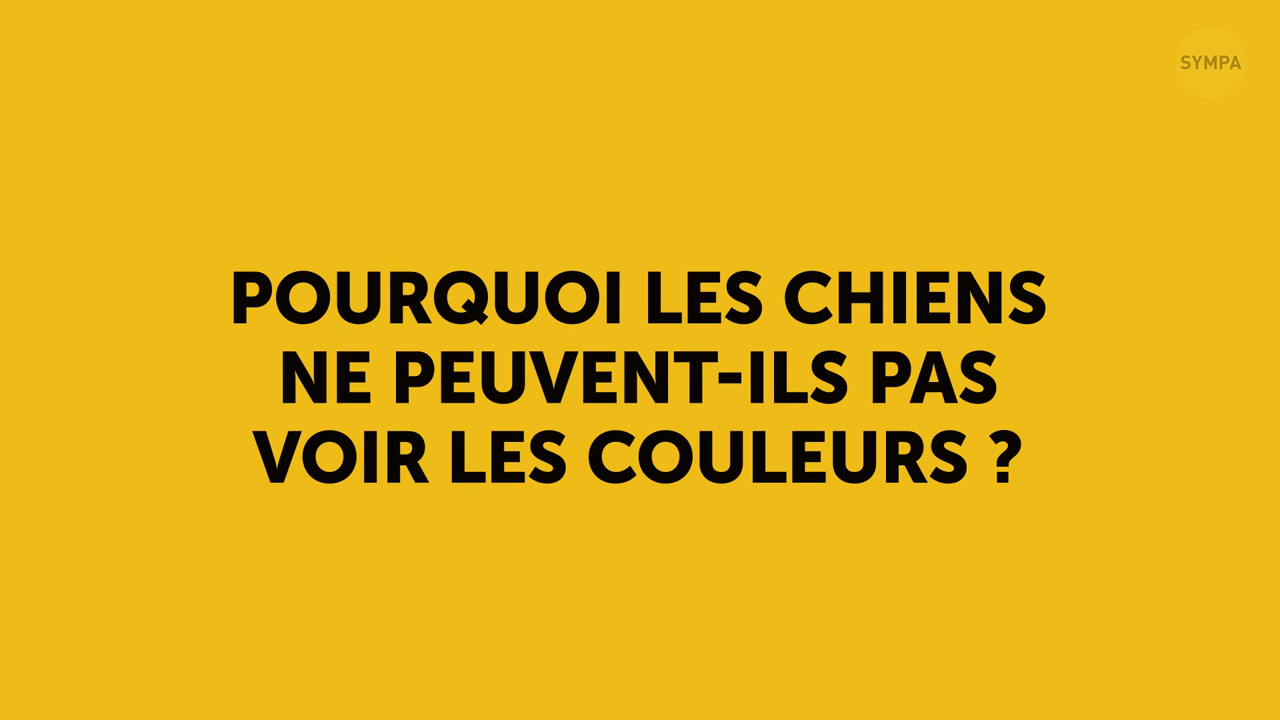 SYMPA
POURQUOI LES CHIENS
NE PEUVENT-ILS PAS
VOIR LES COULEURS ?